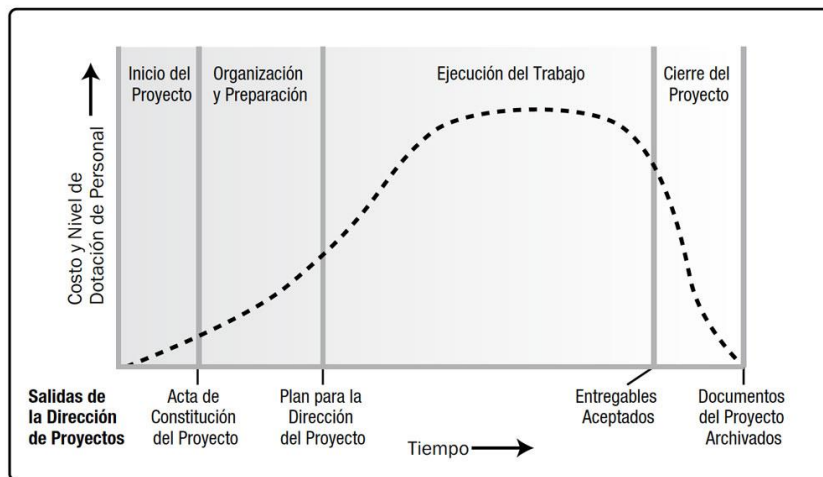 Inicio del
Proyecto
Organización
y Preparación
Ejecución del Trabajo
Cierre del
Proyecto
Costo y Nivel de
Dotación de Personal
Salidas de
la Dirección
de Proyectos
Acta de
Constitución
del Proyecto
Plan para la
Dirección
del Proyecto
Entregables
Aceptados
Documentos
del Proyecto
Archivados
Tiempo